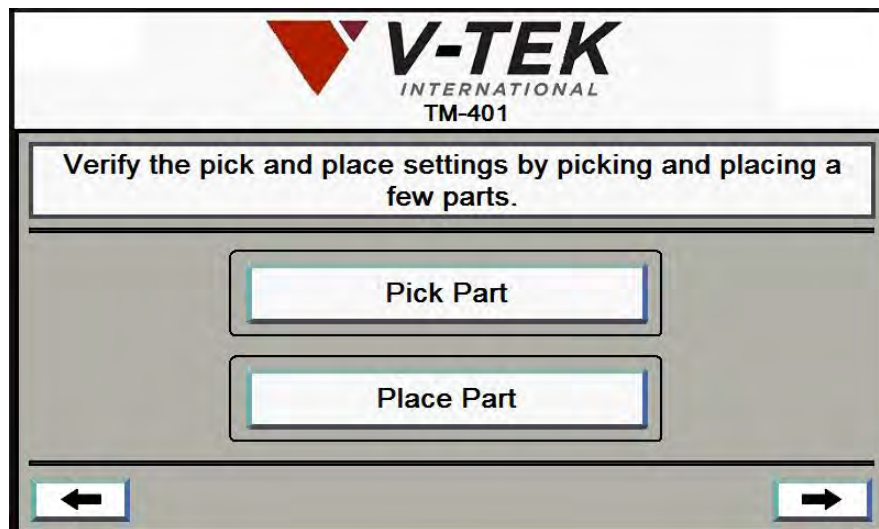 V-TEK
INTERNATIONAL
TM-401
Verify the pick and place settings by picking and placing a
few parts.
Pick Part
Place Part